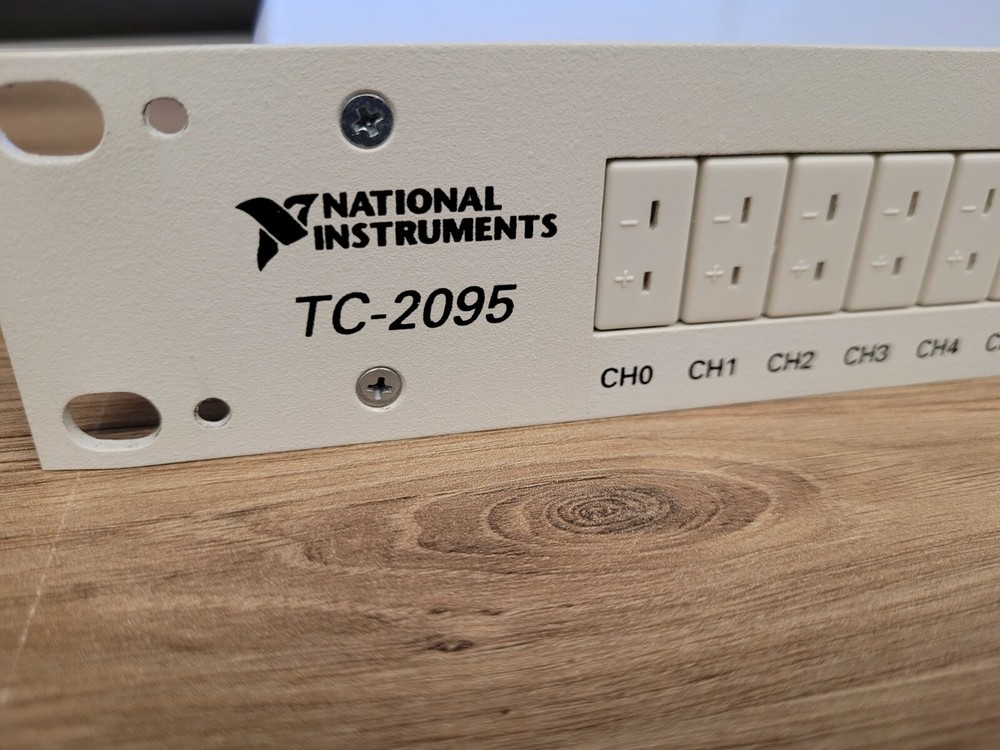 NATIONAL
INSTRUMENTS
TC-2095
- - - - -
+ + + + +
CH0 CH1 CH2 CH3 CH4